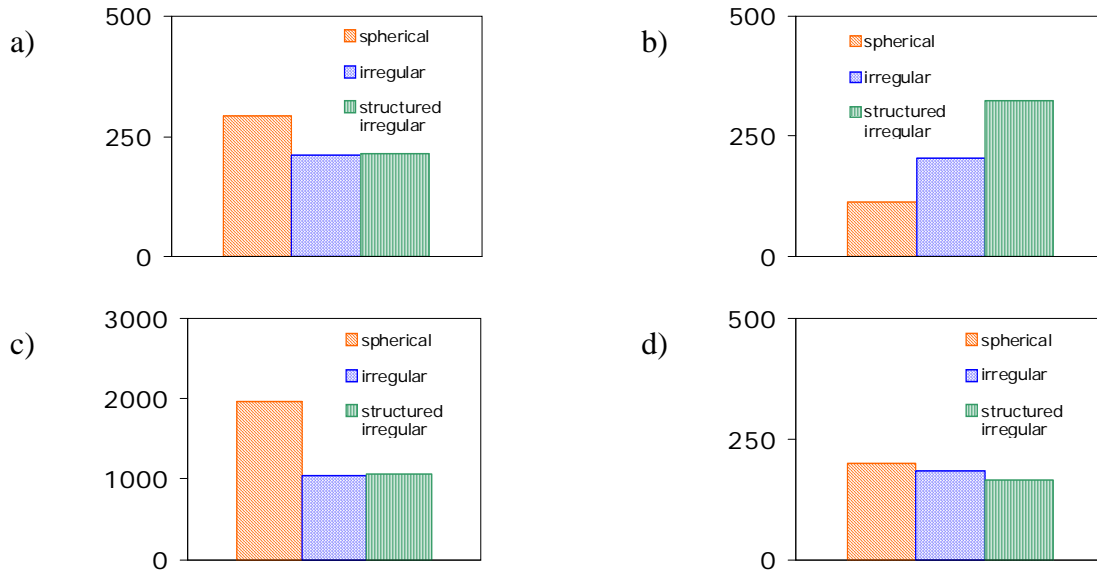 a)
500
250
0
spherical
irregular
structured
irregular
b)
500
250
0
spherical
irregular
structured
irregular
c)
3000
2000
1000
0
spherical
irregular
structured
irregular
d)
500
250
0
spherical
irregular
structured
irregular